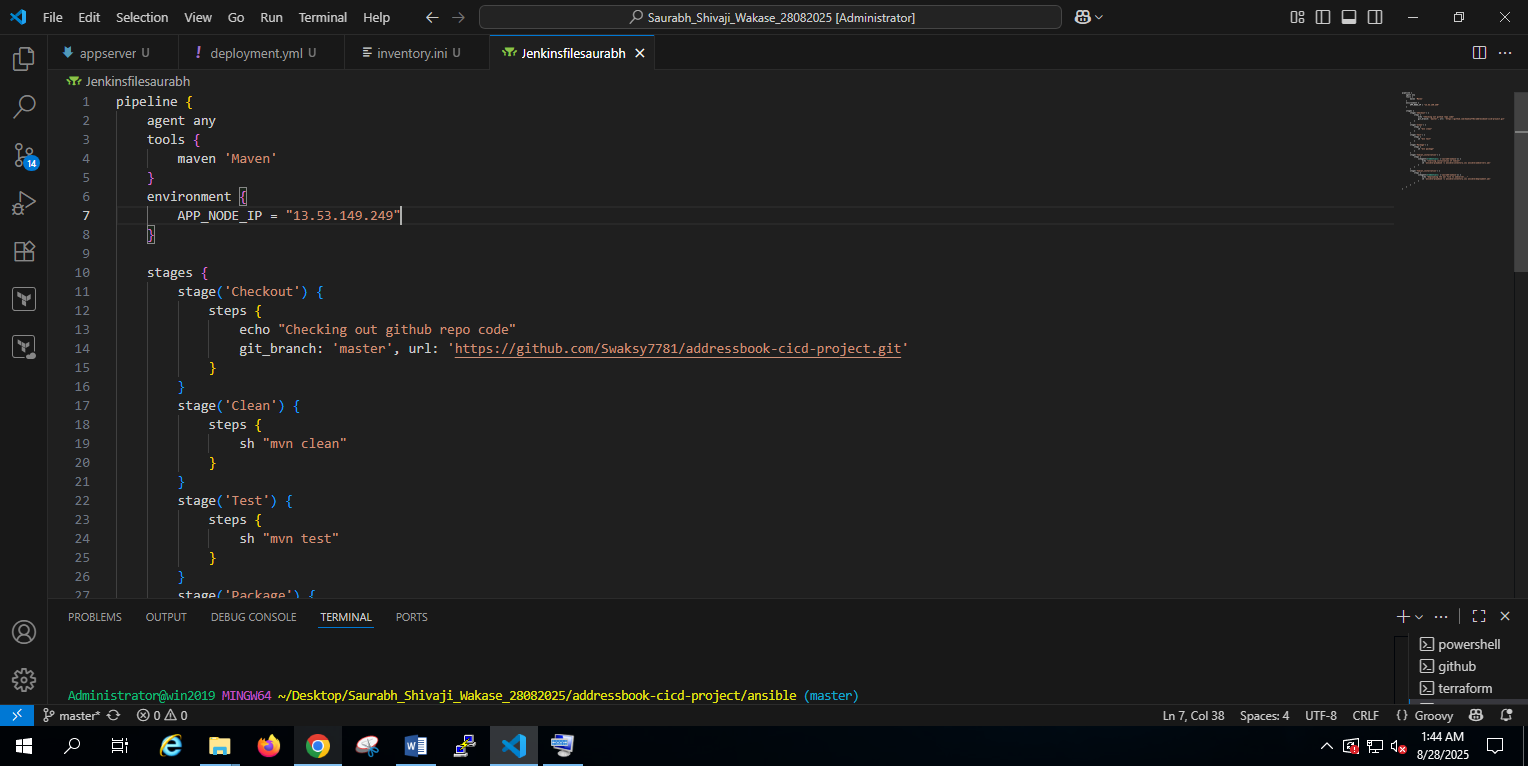 File Edit Selection View Go Run Terminal Help
Saurabh_Shivaji_Wakase_28082025 [Administrator]
appserver U
deployment.yml U
inventory.ini U
Jenkinsfilesaurabh
Jenkinsfilesaurabh
1 pipeline {
2 agent any
3 tools {
4 maven 'Maven'
5 }
6 environment {
7 APP_NODE_IP = "13.53.149.249"
8 }
9
10 stages {
11 stage('Checkout') {
12 steps {
13 echo "Checking out github repo code"
14 git_branch: 'master', url: 'https://github.com/Swaksy7781/addressbook-cicd-project.git'
15 }
16 }
17 stage('Clean') {
18 steps {
19 sh "mvn clean"
20 }
21 }
22 stage('Test') {
23 steps {
24 sh "mvn test"
25 }
26 }
27 stage('Package') {
14
PROBLEMS OUTPUT DEBUG CONSOLE TERMINAL PORTS
powershell
github
terraform
Administrator@win2019 MINGW64 ~/Desktop/Saurabh_Shivaji_Wakase_28082025/addressbook-cicd-project/ansible (master)
master* 0 0 Ln 7, Col 38 Spaces: 4 UTF-8 CRLF {} Groovy
1:44 AM
8/28/2025